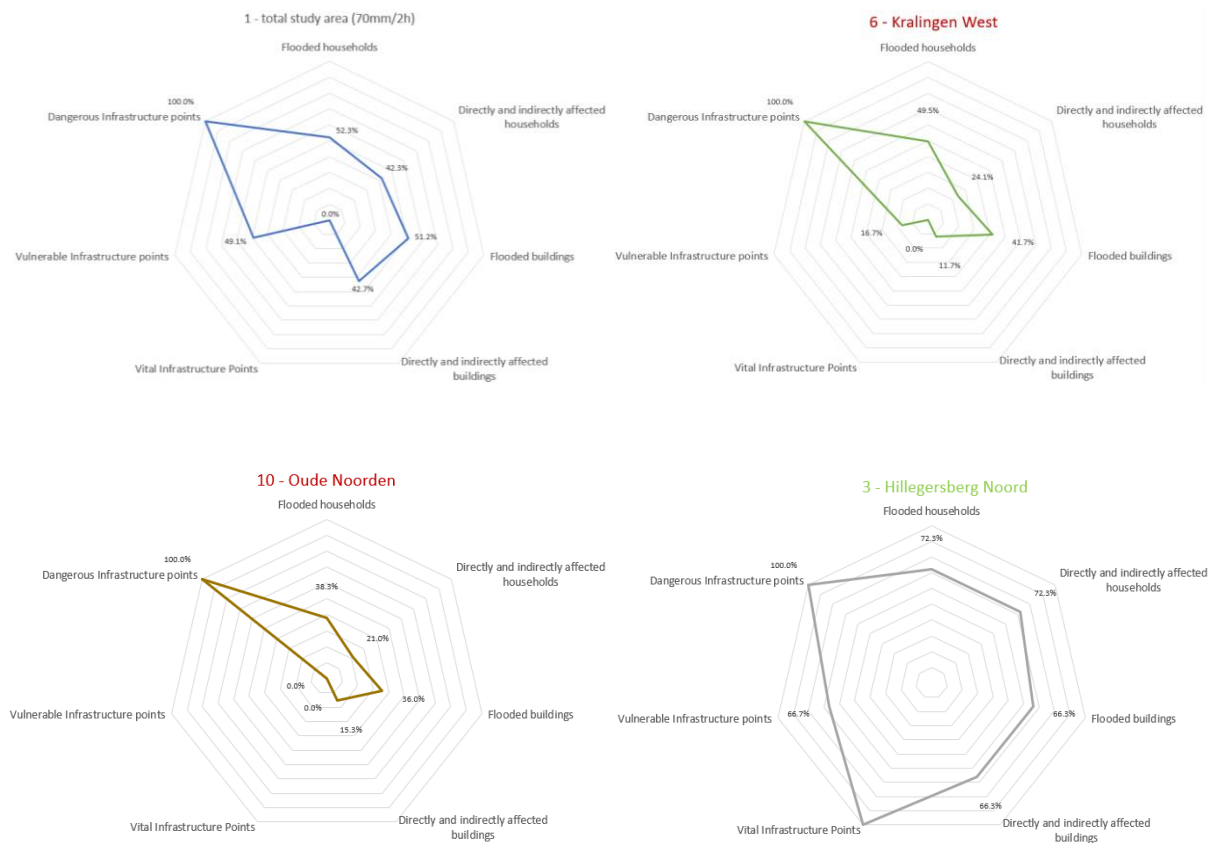 1 - total study area (70mm/2h)
Flooded households
100.0%
Dangerous Infrastructure points
Directly and indirectly affected
households
52.3%
42.3%
0.0%
49.1%
51.2%
Vulnerable Infrastructure points
Flooded buildings
42.7%
Vital Infrastructure Points
Directly and indirectly affected
buildings
6 - Kralingen West
Flooded households
100.0%
Dangerous Infrastructure points
Directly and indirectly affected
households
49.5%
24.1%
16.7%
41.7%
0.0%
Vulnerable Infrastructure points
Flooded buildings
11.7%
Vital Infrastructure Points
Directly and indirectly affected
buildings
10 - Oude Noorden
Flooded households
100.0%
Dangerous Infrastructure points
Directly and indirectly affected
households
38.3%
21.0%
0.0%
36.0%
0.0%
Vulnerable Infrastructure points
Flooded buildings
15.3%
Vital Infrastructure Points
Directly and indirectly affected
buildings
3 - Hillegersberg Noord
Flooded households
72.3%
100.0%
Dangerous Infrastructure points
Directly and indirectly affected
households
72.3%
66.7%
66.3%
Vulnerable Infrastructure points
Flooded buildings
66.3%
Vital Infrastructure Points
Directly and indirectly affected
buildings